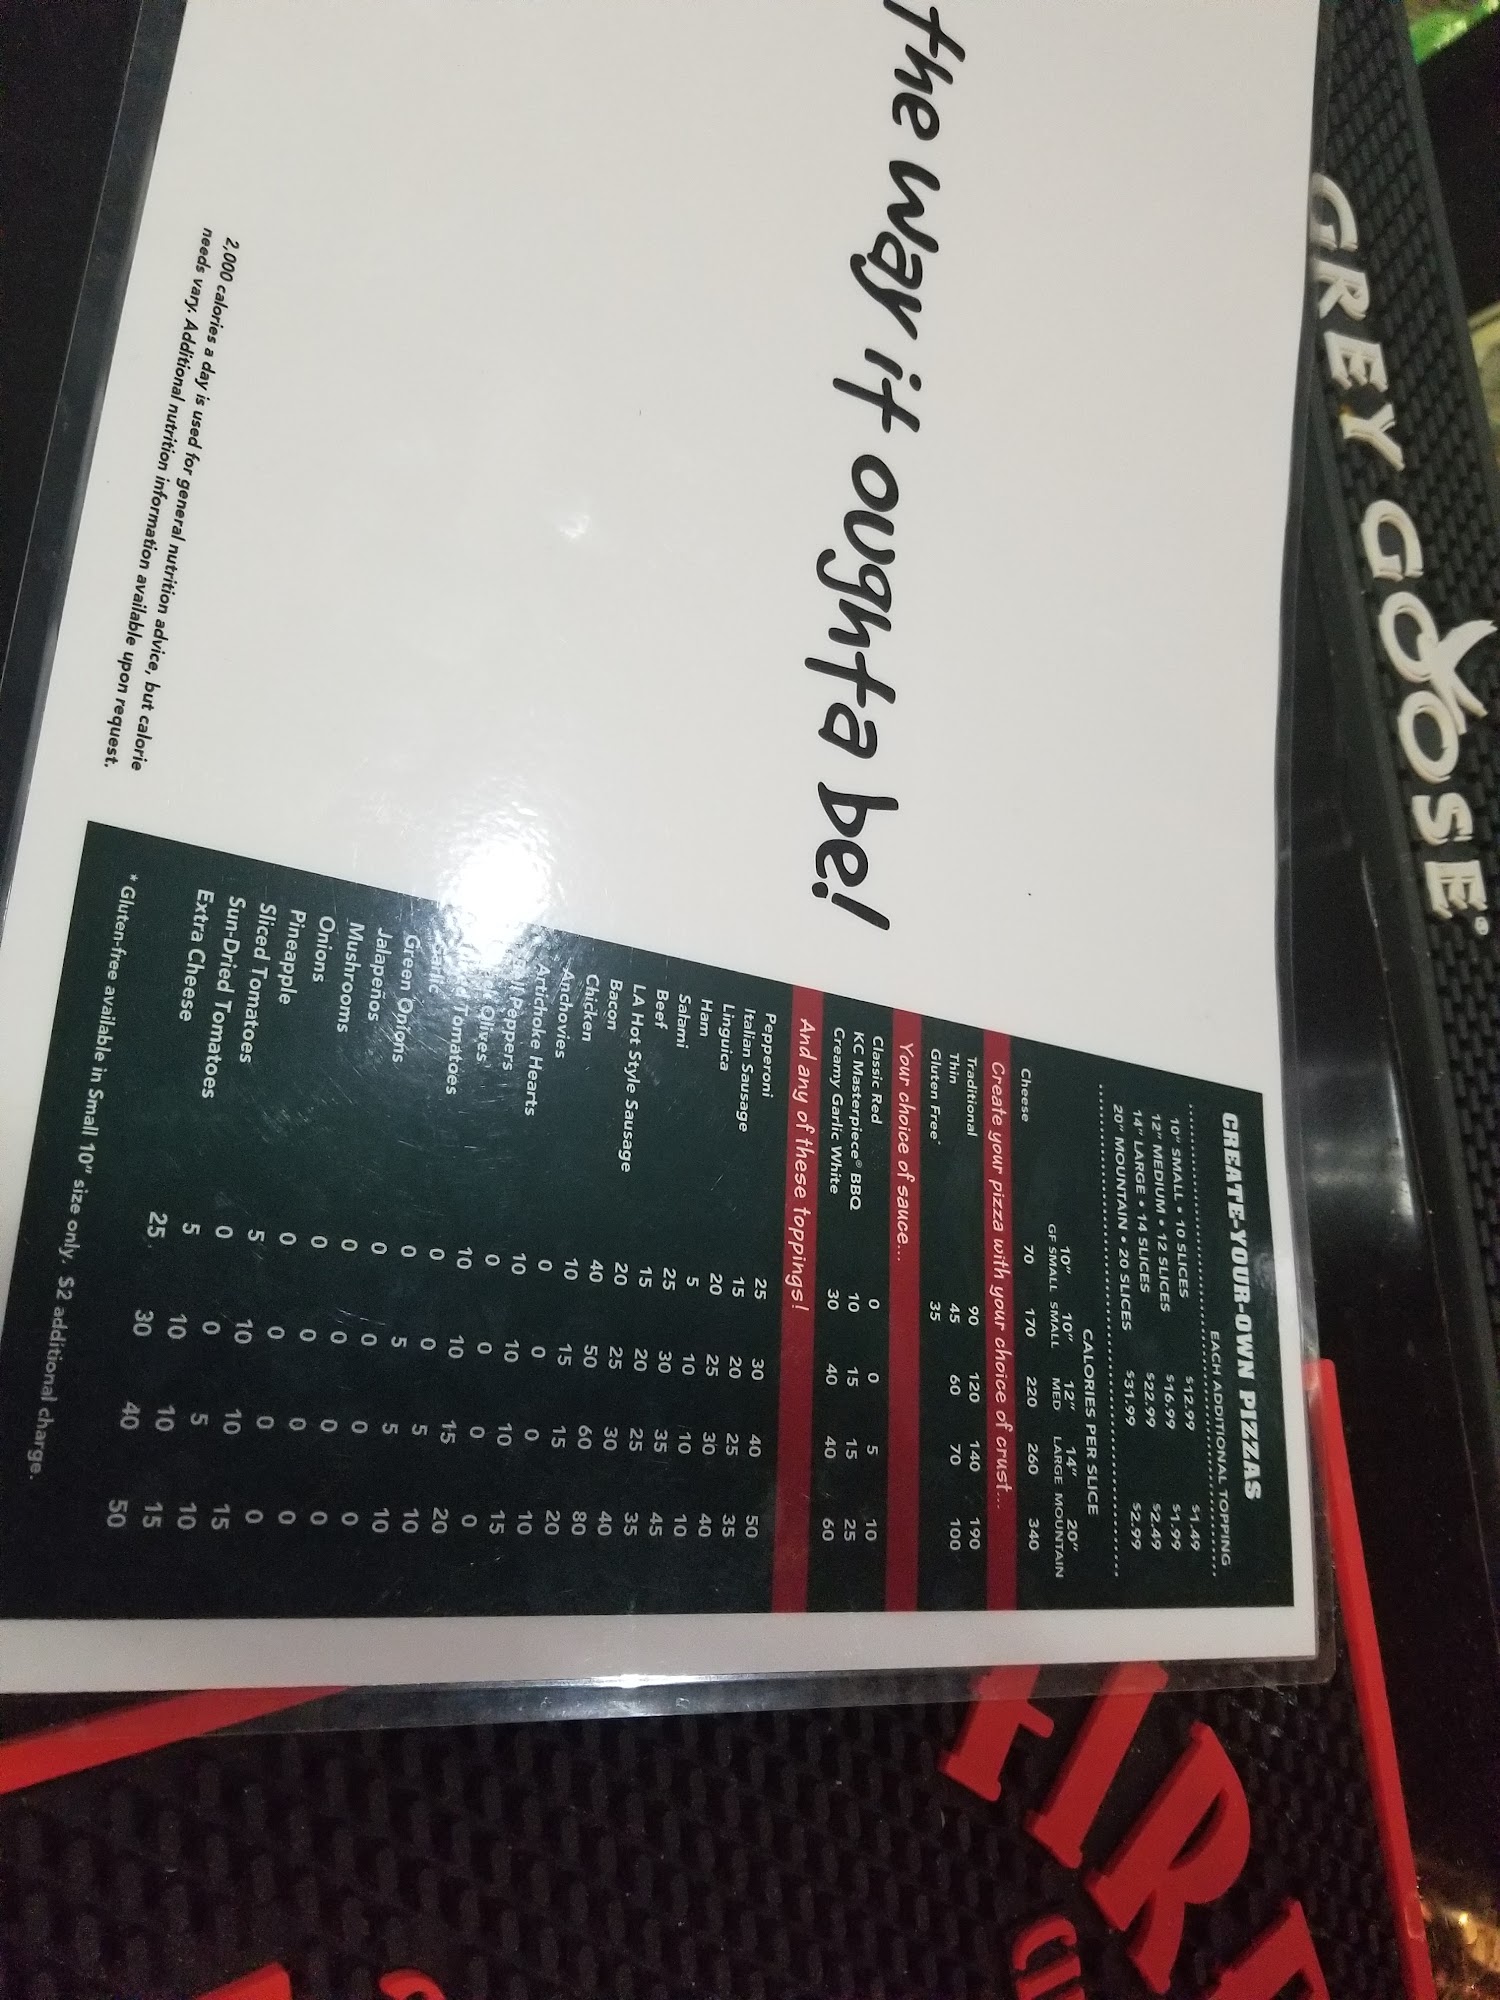 the way it oughta be!
2,000 calories a day is used for general nutrition advice, but calorie
needs vary. Additional nutrition information available upon request.
CREATE-YOUR-OWN PIZZAS
EACH ADDITIONAL TOPPING
10" SMALL • 10 SLICES $12.99 $1.49
12" MEDIUM • 12 SLICES $16.99 $1.99
14" LARGE • 14 SLICES $22.99 $2.49
20" MOUNTAIN • 20 SLICES $31.99 $2.99
CALORIES PER SLICE
10" 10" 12" 14" 20"
GF SMALL SMALL MED LARGE MOUNTAIN
Cheese 70 170 220 260 340
Create your pizza with your choice of crust...
Traditional 90 120 140 190
Thin 45 60 70 100
Gluten Free* 35
Your choice of sauce...
Classic Red 0 0 5 10
KC Masterpiece® BBQ 10 15 15 25
Creamy Garlic White 30 40 40 60
And any of these toppings!
Pepperoni 25 30 40 50
Italian Sausage 15 20 25 35
Linguica 20 25 30 40
Ham 5 10 10 10
Salami 25 30 35 45
Beef 15 20 25 35
LA Hot Style Sausage 20 25 30 40
Bacon 40 50 60 80
Chicken 10 15 15 20
Anchovies 0 0 0 10
Artichoke Hearts 10 10 10 15
Peppers 0 0 0 0
Olives 10 10 15 20
Tomatoes 0 0 5 10
Garlic 0 5 5 10
Green Onions 0 0 0 0
Jalapeños 0 0 0 0
Mushrooms 0 0 0 0
Onions 0 0 0 0
Pineapple 5 10 10 15
Sliced Tomatoes 0 0 5 10
Sun-Dried Tomatoes 5 10 10 15
Extra Cheese 25 30 40 50
* Gluten-free available in Small 10" size only. $2 additional charge.
GREY GOOSE®